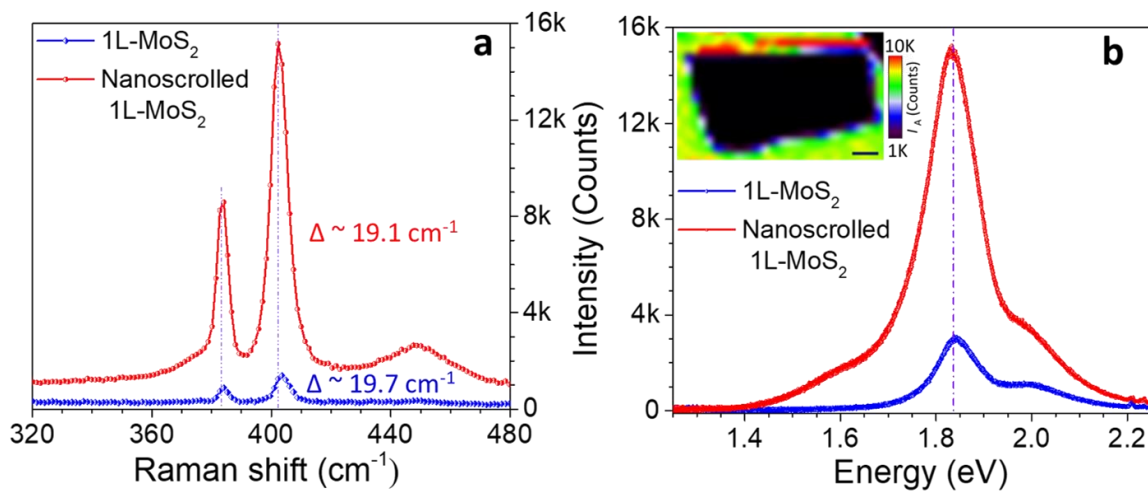 a
1L-MoS₂
Nanoscrolled
1L-MoS₂
Δ ~ 19.1 cm⁻¹
Δ ~ 19.7 cm⁻¹
16k
12k
8k
4k
0
Intensity (Counts)
320 360 400 440 480
Raman shift (cm⁻¹)
b
10K
1K
I_A (Counts)
1L-MoS₂
Nanoscrolled
1L-MoS₂
16k
12k
8k
4k
0
1.4 1.6 1.8 2.0 2.2
Energy (eV)